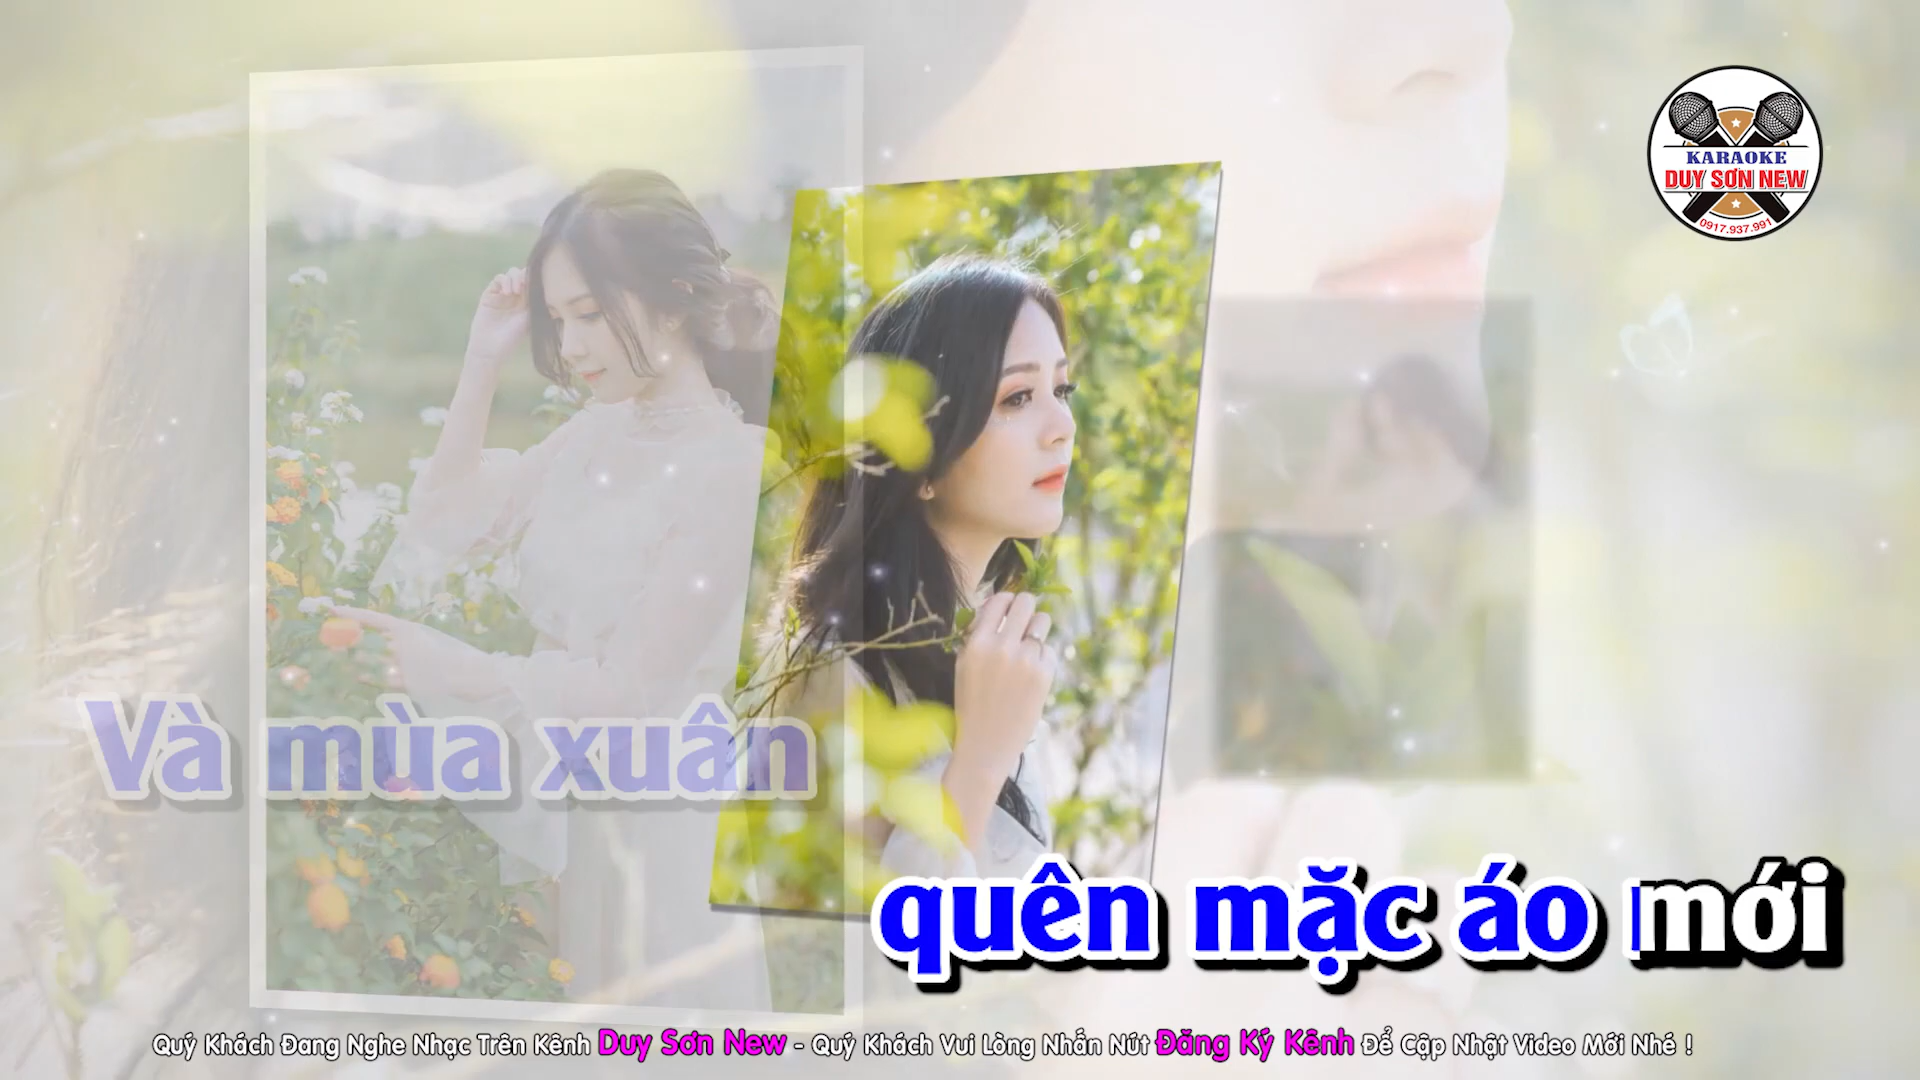 KARAOKE
DUY SƠN NEW
0917.937.991
Và mùa xuân
quên mặc áo mới
Quý Khách Đang Nghe Nhạc Trên Kênh Duy Sơn New - Quý Khách Vui Lòng Nhấn Nút Đăng Ký Kênh Để Cập Nhật Video Mới Nhé !